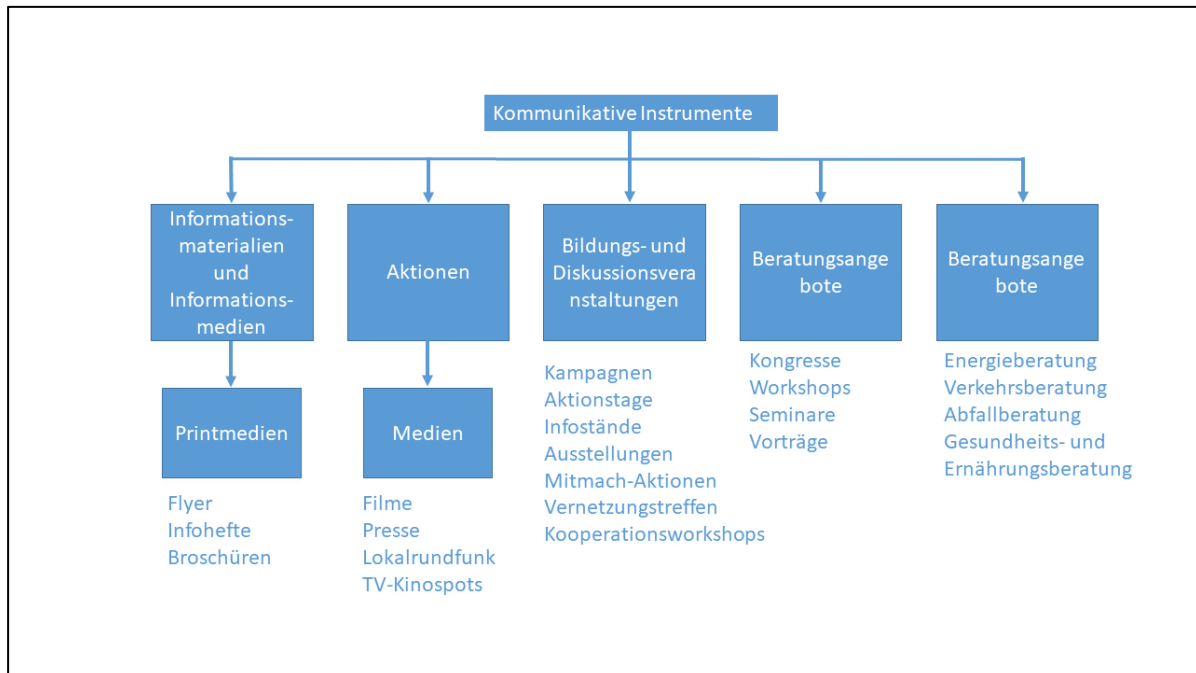 Kommunikative Instrumente
Informations-
materialien
und
Informations-
medien
Aktionen
Bildungs- und
Diskussionsvera
nstaltungen
Beratungsange
bote
Beratungsange
bote
Printmedien
Medien
Kampagnen
Aktionstage
Infostände
Ausstellungen
Mitmach-Aktionen
Vernetzungstreffen
Kooperationsworkshops
Kongresse
Workshops
Seminare
Vorträge
Energieberatung
Verkehrsberatung
Abfallberatung
Gesundheits- und
Ernährungsberatung
Flyer
Infohefte
Broschüren
Filme
Presse
Lokalrundfunk
TV-Kinospots